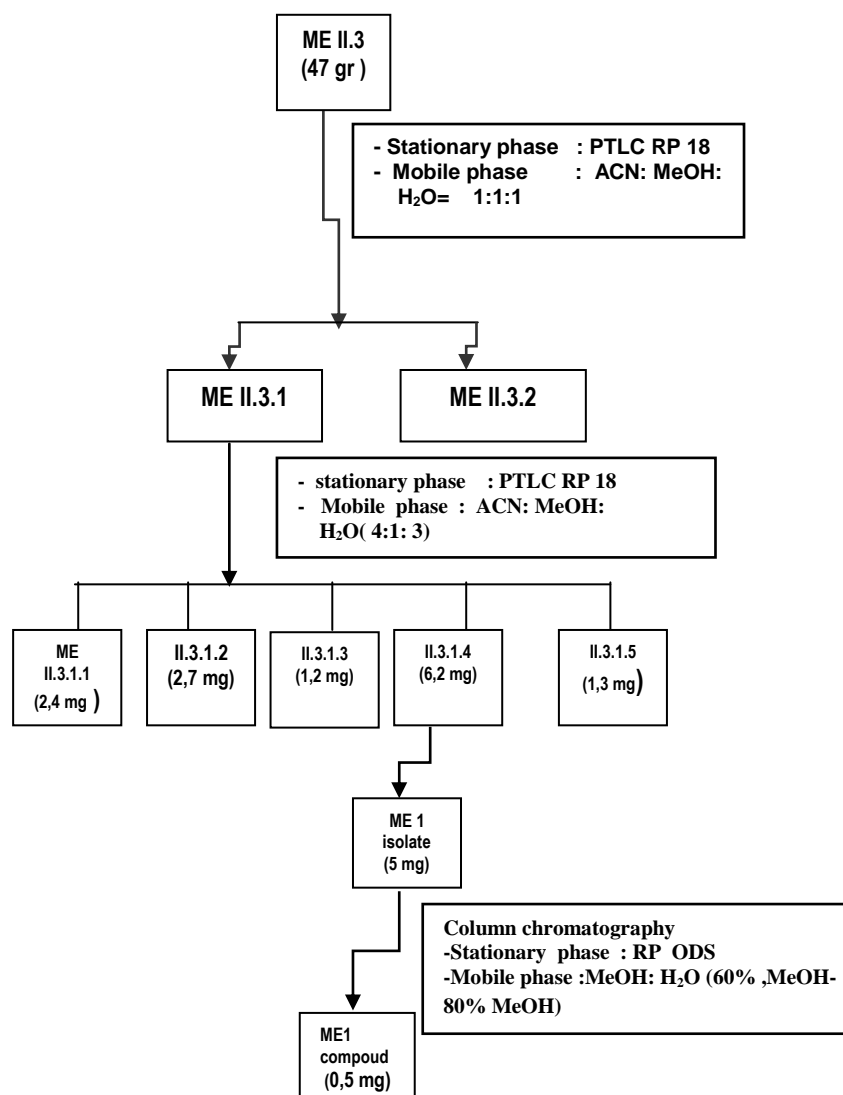 ME II.3
(47 gr )
- Stationary phase : PTLC RP 18
- Mobile phase : ACN: MeOH:
H₂O= 1:1:1
ME II.3.1
ME II.3.2
- stationary phase : PTLC RP 18
- Mobile phase : ACN: MeOH:
H₂O( 4:1: 3)
ME
II.3.1.1
(2,4 mg )
II.3.1.2
(2,7 mg)
II.3.1.3
(1,2 mg)
II.3.1.4
(6,2 mg)
II.3.1.5
(1,3 mg)
ME 1
isolate
(5 mg)
Column chromatography
-Stationary phase : RP ODS
-Mobile phase :MeOH: H₂O (60% ,MeOH-
80% MeOH)
ME1
compoud
(0,5 mg)